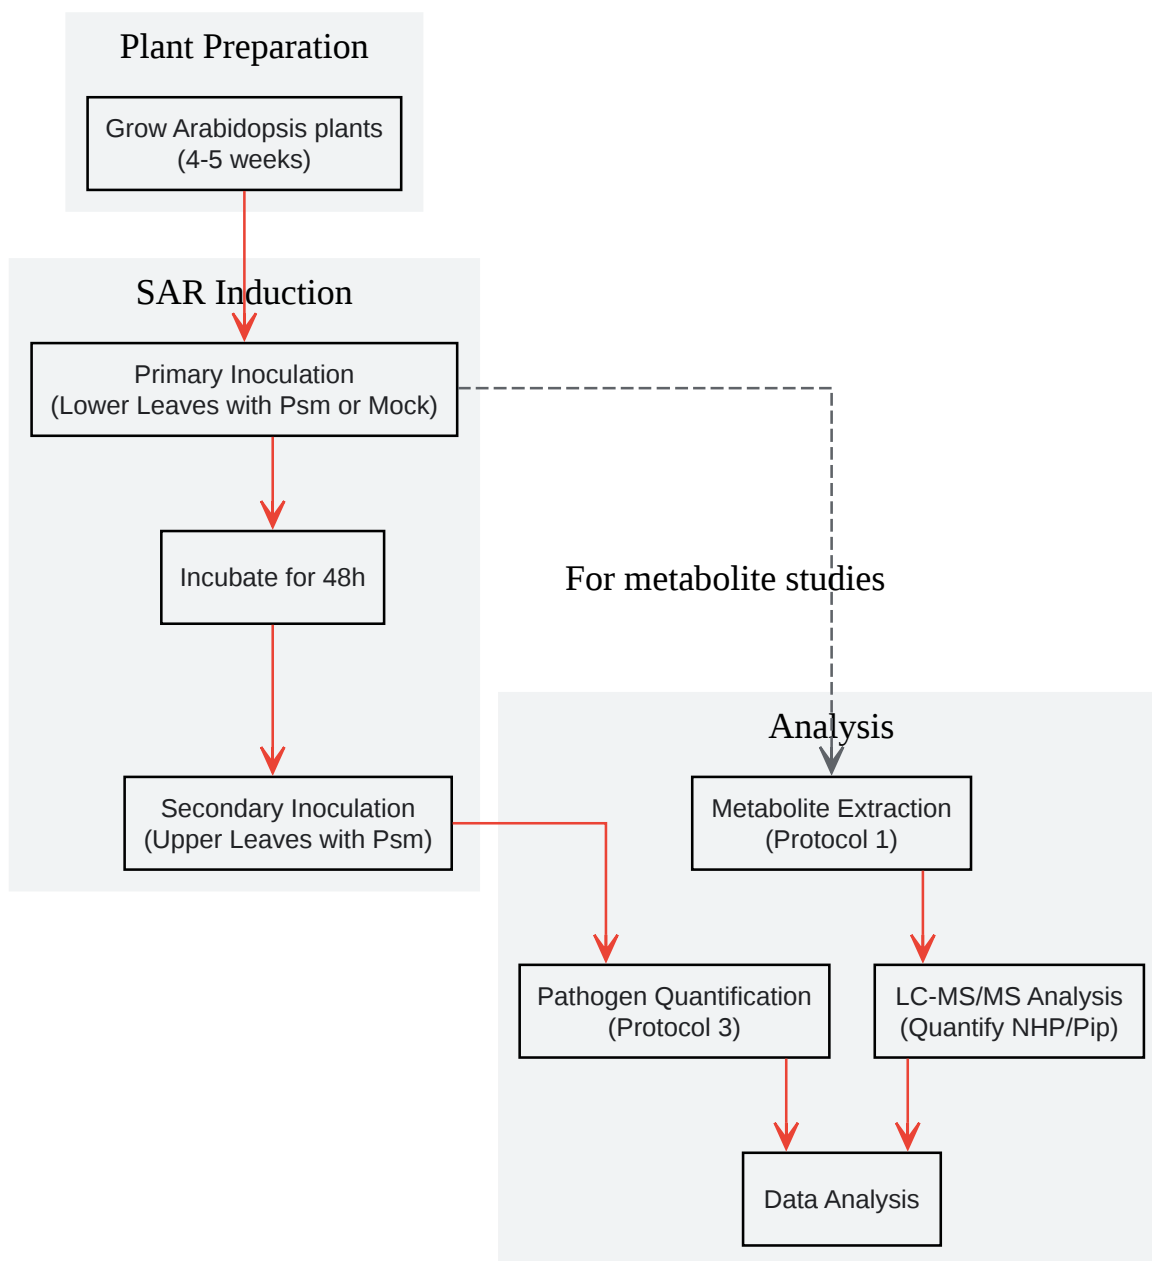 Plant Preparation
Grow Arabidopsis plants
(4-5 weeks)
SAR Induction
Primary Inoculation
(Lower Leaves with Psm or Mock)
Incubate for 48h
For metabolite studies
Analysis
Secondary Inoculation
(Upper Leaves with Psm)
Metabolite Extraction
(Protocol 1)
Pathogen Quantification
(Protocol 3)
LC-MS/MS Analysis
(Quantify NHP/Pip)
Data Analysis